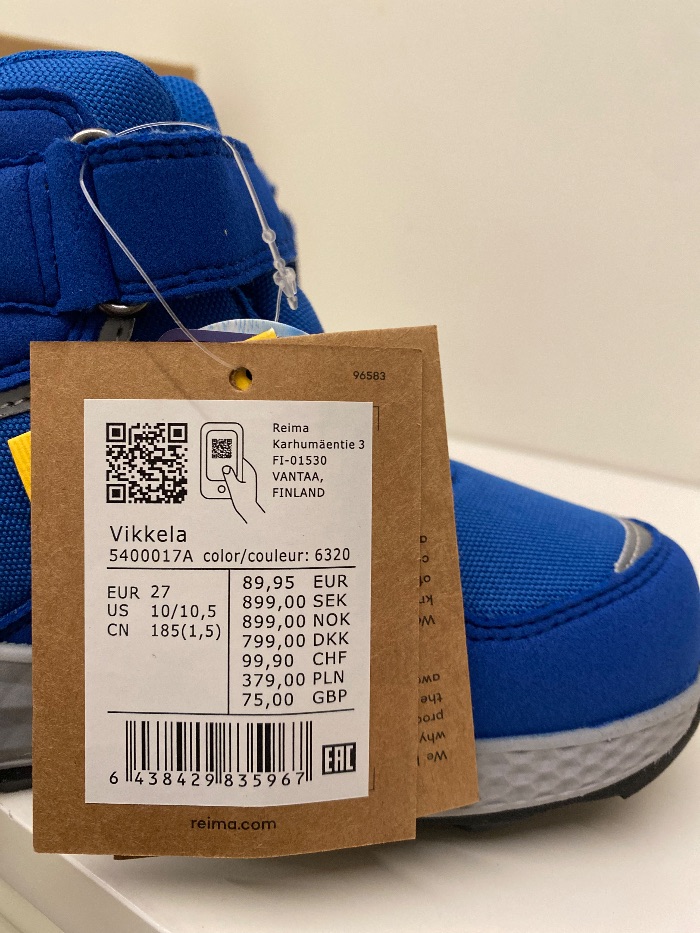 96583
Reima
Karhumäentie 3
FI-01530
VANTAA,
FINLAND
Vikkela
5400017A color/couleur: 6320
EUR 27
US 10/10,5
CN 185(1,5)
89,95 EUR
899,00 SEK
899,00 NOK
799,00 DKK
99,90 CHF
379,00 PLN
75,00 GBP
6 438429 835967
EAC
reima.com
why
the